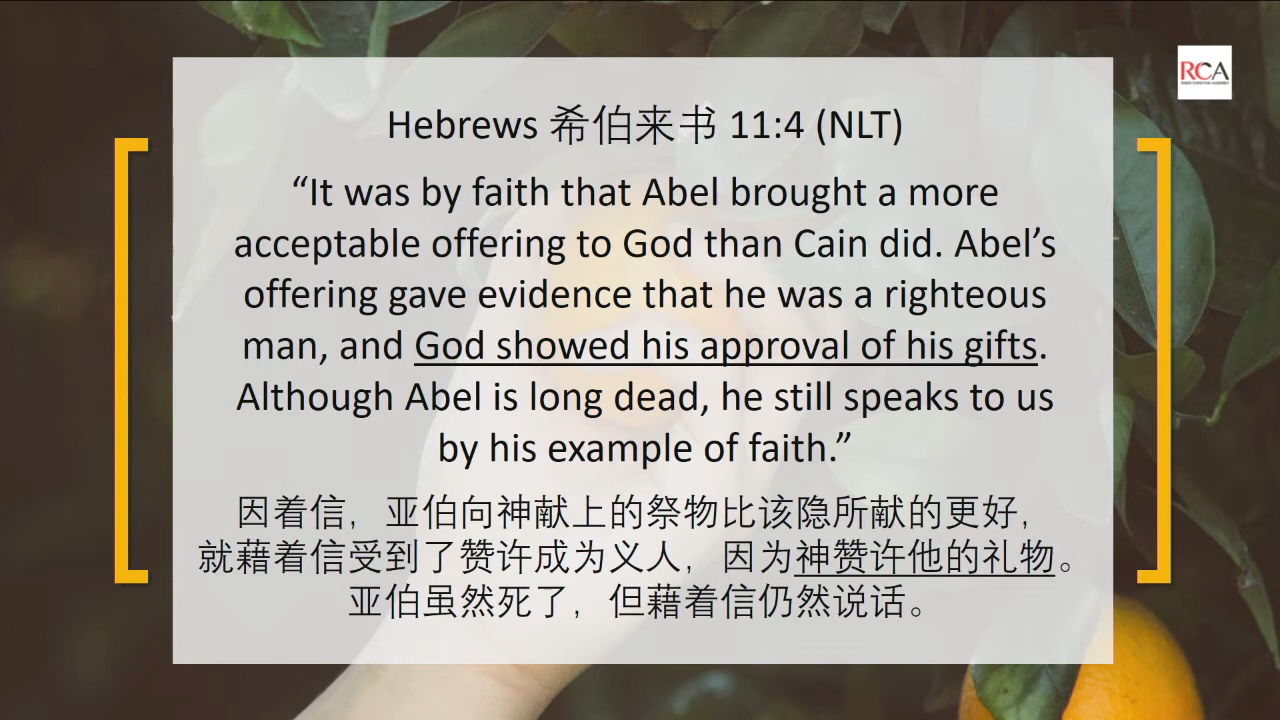 RCA
Hebrews 希伯来书 11:4 (NLT)
“It was by faith that Abel brought a more
acceptable offering to God than Cain did. Abel’s
offering gave evidence that he was a righteous
man, and God showed his approval of his gifts.
Although Abel is long dead, he still speaks to us
by his example of faith.”
因着信，亚伯向神献上的祭物比该隐所献的更好，
就藉着信受到了赞许成为义人，因为神赞许他的礼物。
亚伯虽然死了，但藉着信仍然说话。